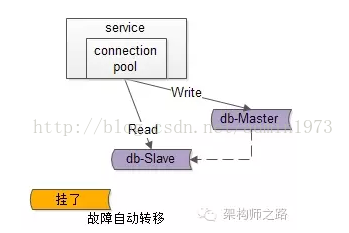 service
connection
pool
Write
db-Master
Read
db-Slave
挂了
故障自动转移
架构师之路